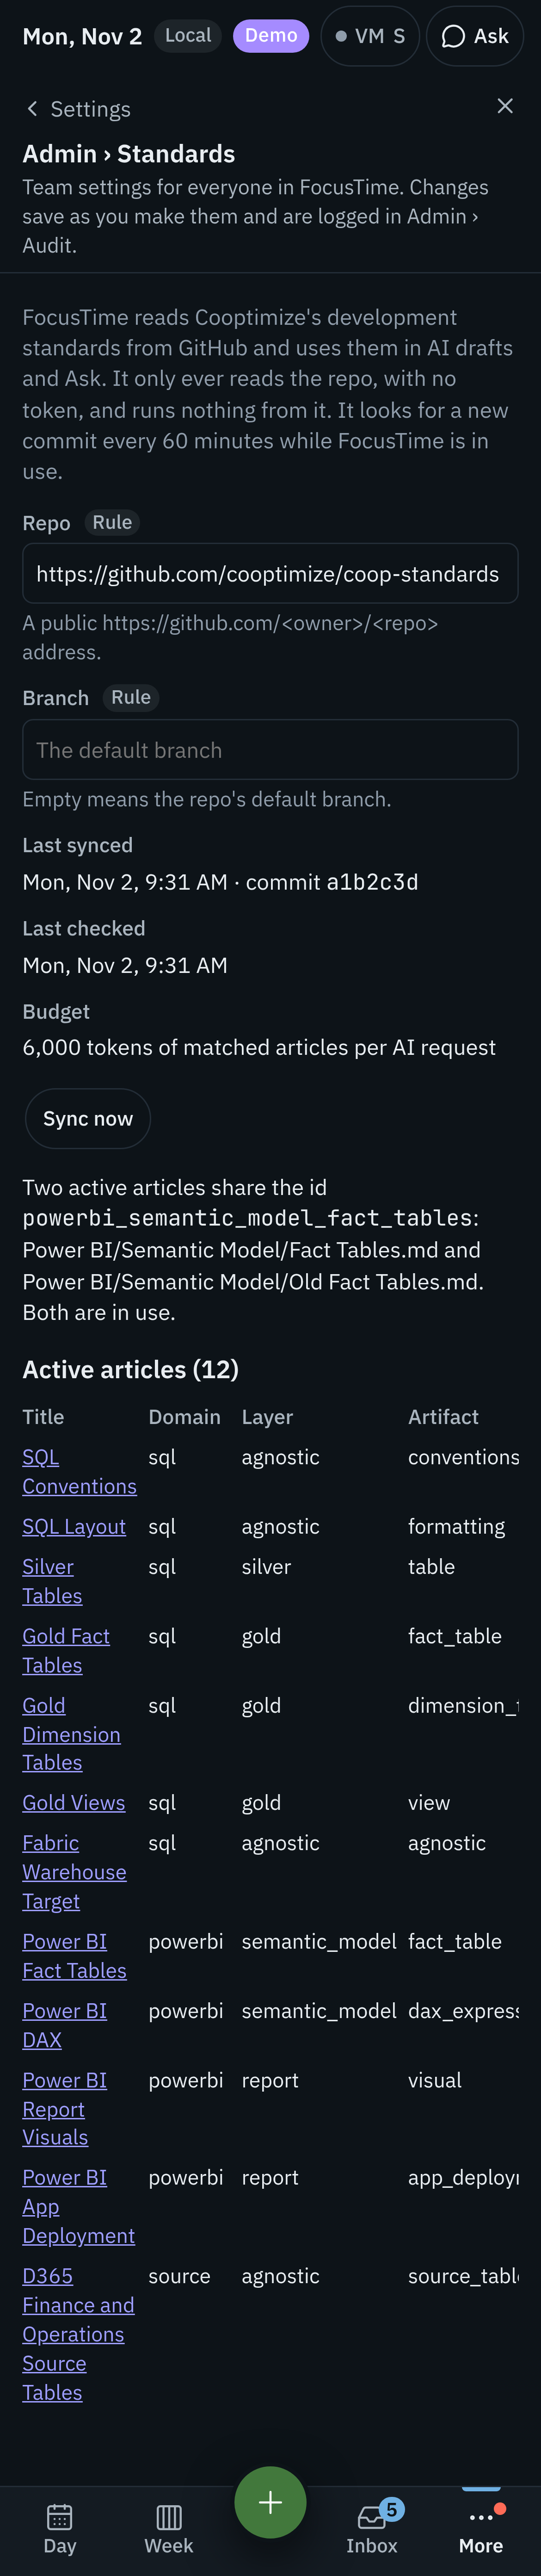 Mon, Nov 2 Local Demo VM S Ask
Settings
Admin › Standards
Team settings for everyone in FocusTime. Changes
save as you make them and are logged in Admin ›
Audit.
FocusTime reads Cooptimize's development
standards from GitHub and uses them in AI drafts
and Ask. It only ever reads the repo, with no
token, and runs nothing from it. It looks for a new
commit every 60 minutes while FocusTime is in
use.
Repo Rule
https://github.com/cooptimize/coop-standards
A public https://github.com/<owner>/<repo>
address.
Branch Rule
The default branch
Empty means the repo's default branch.
Last synced
Mon, Nov 2, 9:31 AM · commit a1b2c3d
Last checked
Mon, Nov 2, 9:31 AM
Budget
6,000 tokens of matched articles per AI request
Sync now
Two active articles share the id
powerbi_semantic_model_fact_tables:
Power BI/Semantic Model/Fact Tables.md and
Power BI/Semantic Model/Old Fact Tables.md.
Both are in use.
Active articles (12)
Title Domain Layer Artifact
SQL sql agnostic conventions
Conventions
SQL Layout sql agnostic formatting
Silver sql silver table
Tables
Gold Fact sql gold fact_table
Tables
Gold sql gold dimension_t
Dimension
Tables
Gold Views sql gold view
Fabric sql agnostic agnostic
Warehouse
Target
Power BI powerbi semantic_model fact_table
Fact Tables
Power BI powerbi semantic_model dax_express
DAX
Power BI powerbi report visual
Report
Visuals
Power BI powerbi report app_deploy
App
Deployment
D365 source agnostic source_table
Finance and
Operations
Source
Tables
5
Day Week Inbox More